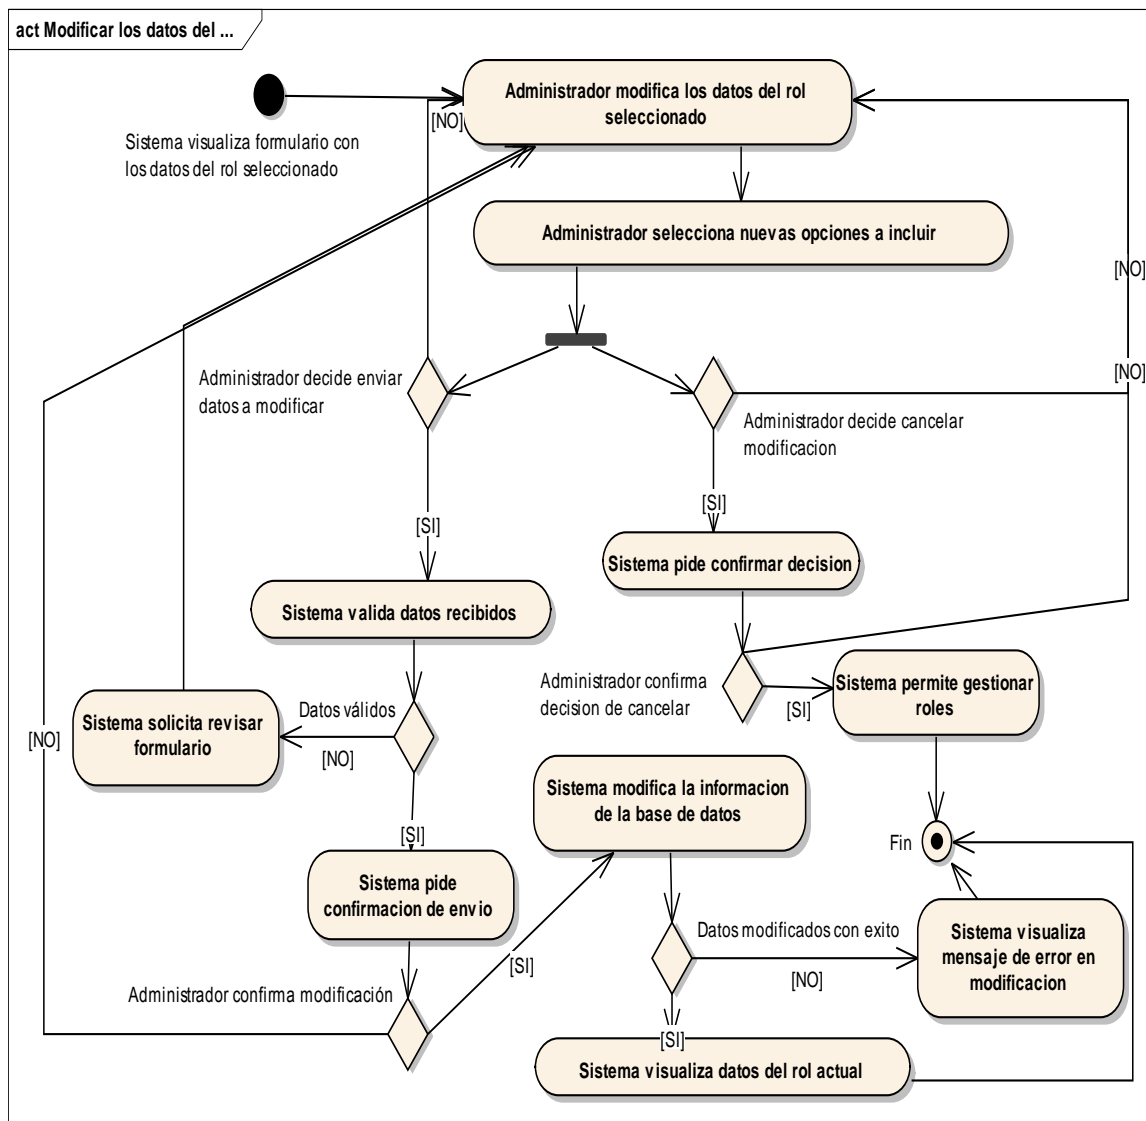 act Modificar los datos del ...
Administrador modifica los datos del rol
seleccionado
[NO]
Sistema visualiza formulario con
los datos del rol seleccionado
Administrador selecciona nuevas opciones a incluir
[NO]
[NO]
Administrador decide enviar
datos a modificar
Administrador decide cancelar
modificacion
[SI]
[SI]
Sistema pide confirmar decision
Sistema valida datos recibidos
Administrador confirma
decision de cancelar
[SI]
Sistema permite gestionar
roles
Sistema solicita revisar
formulario
Datos válidos
[NO]
[NO]
Sistema modifica la informacion
de la base de datos
[SI]
Fin
Sistema pide
confirmacion de envio
Datos modificados con exito
[NO]
Sistema visualiza
mensaje de error en
modificacion
[SI]
Administrador confirma modificación
[SI]
Sistema visualiza datos del rol actual